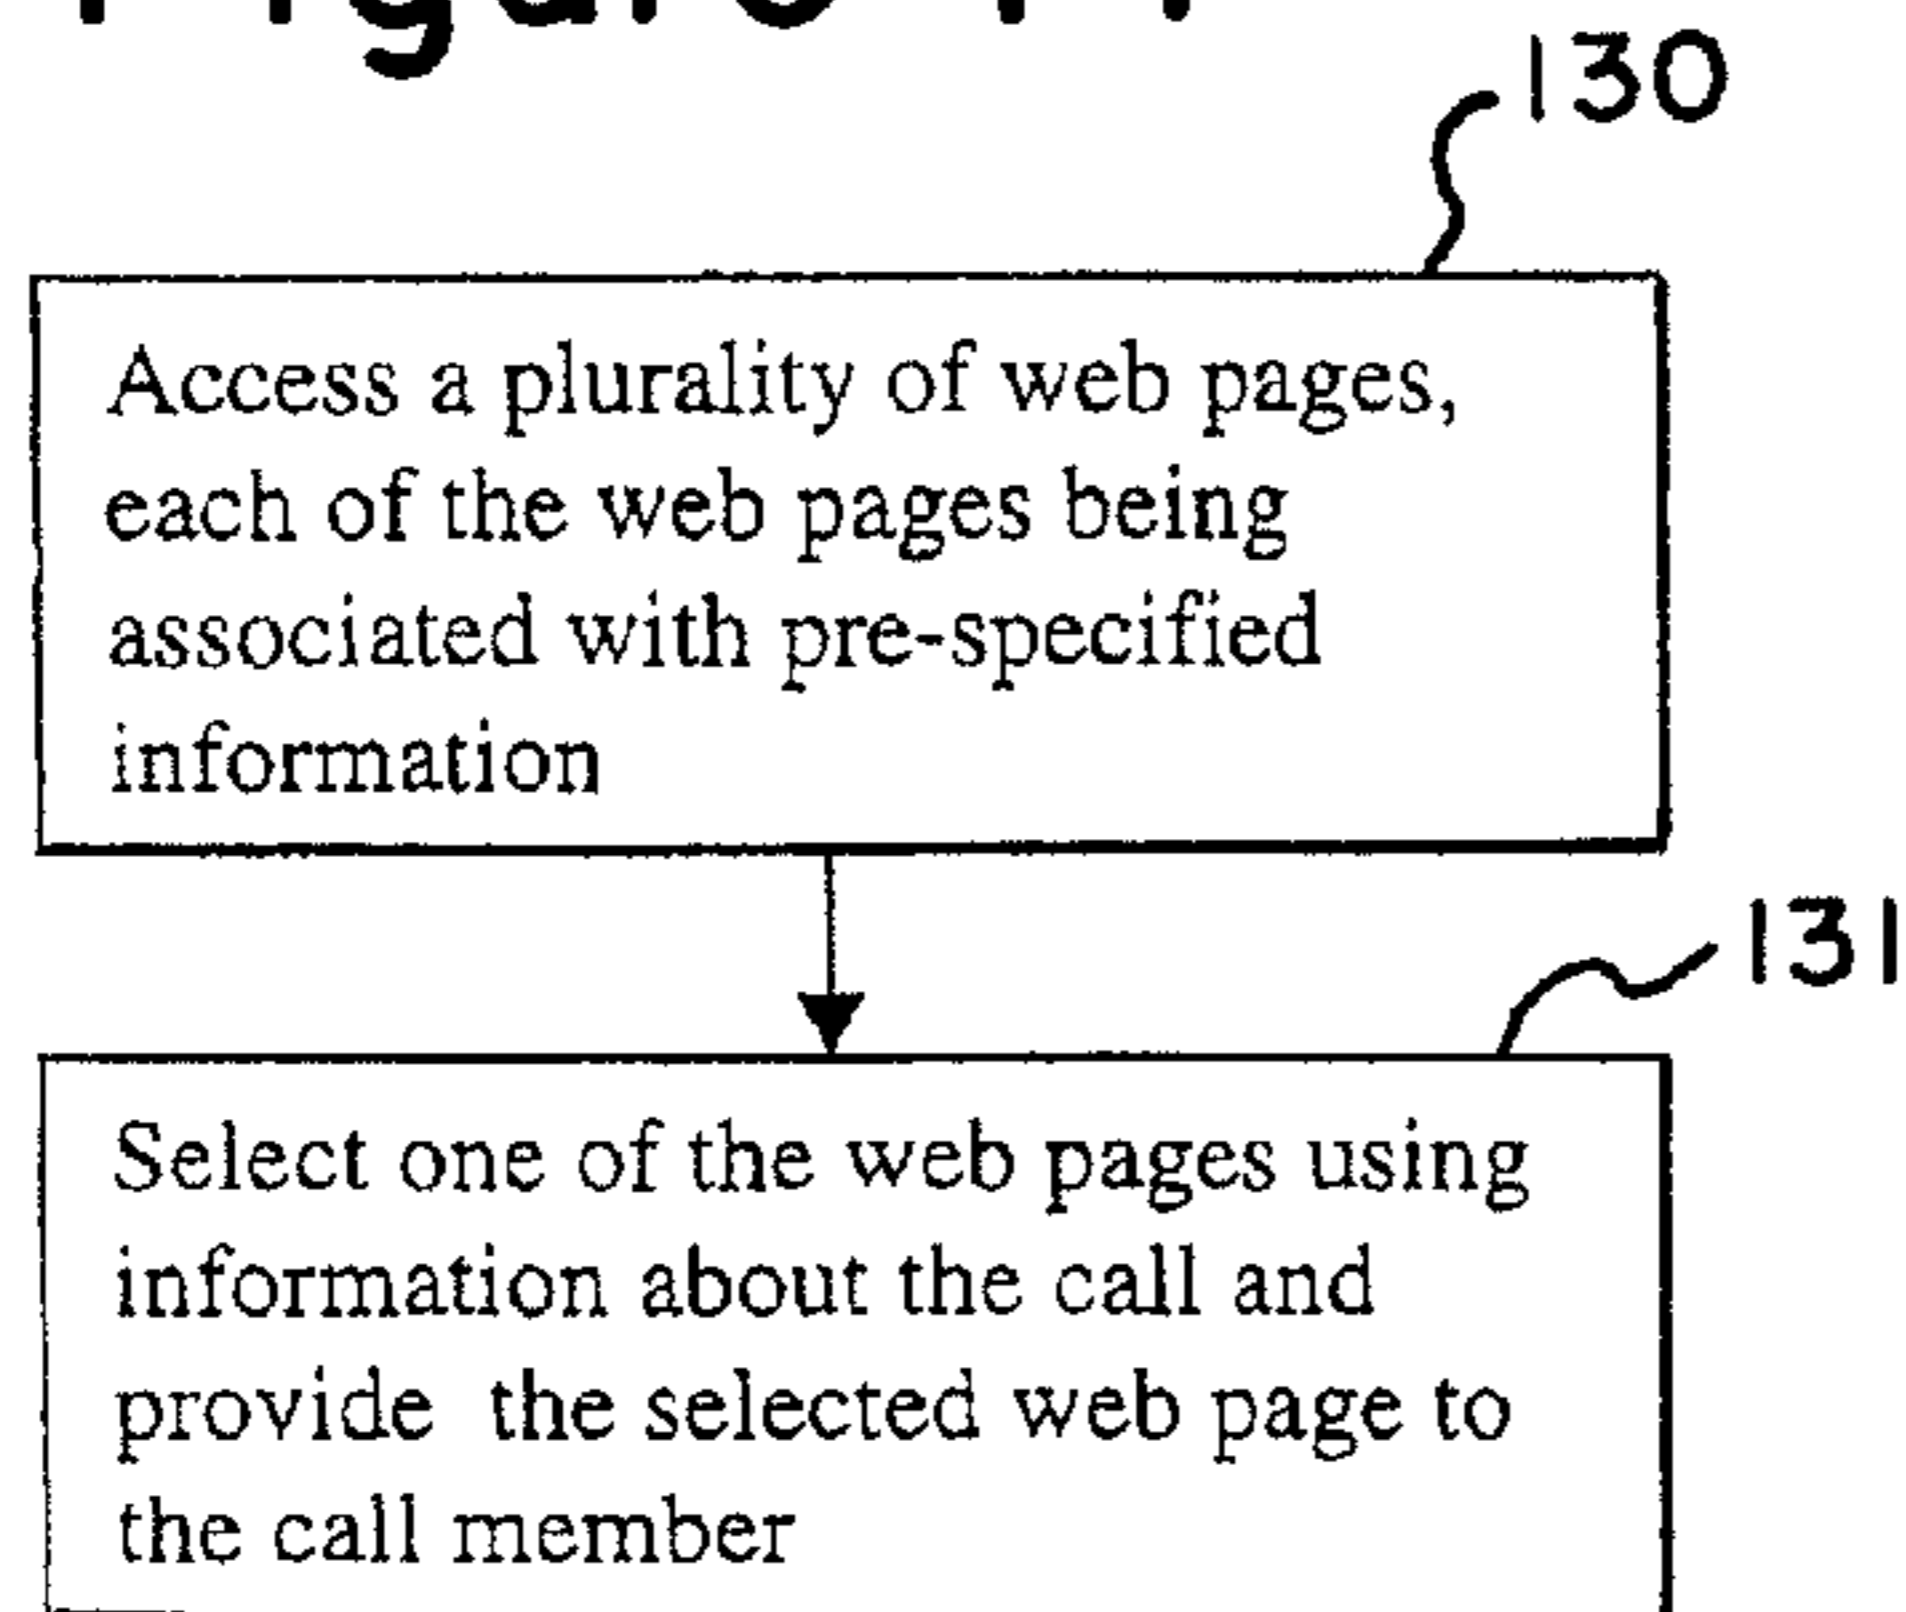 130
Access a plurality of web pages,
each of the web pages being
associated with pre-specified
information
131
Select one of the web pages using
information about the call and
provide the selected web page to
the call member